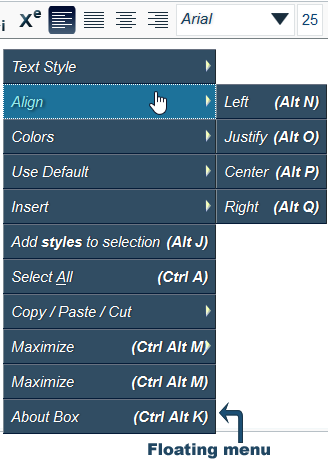 i Xe Arial 25
Text Style
Align
Left (Alt N)
Colors
Justify (Alt O)
Use Default
Center (Alt P)
Insert
Right (Alt Q)
Add styles to selection (Alt J)
Select All (Ctrl A)
Copy / Paste / Cut
Maximize (Ctrl Alt M)
Maximize (Ctrl Alt M)
About Box (Ctrl Alt K)
Floating menu